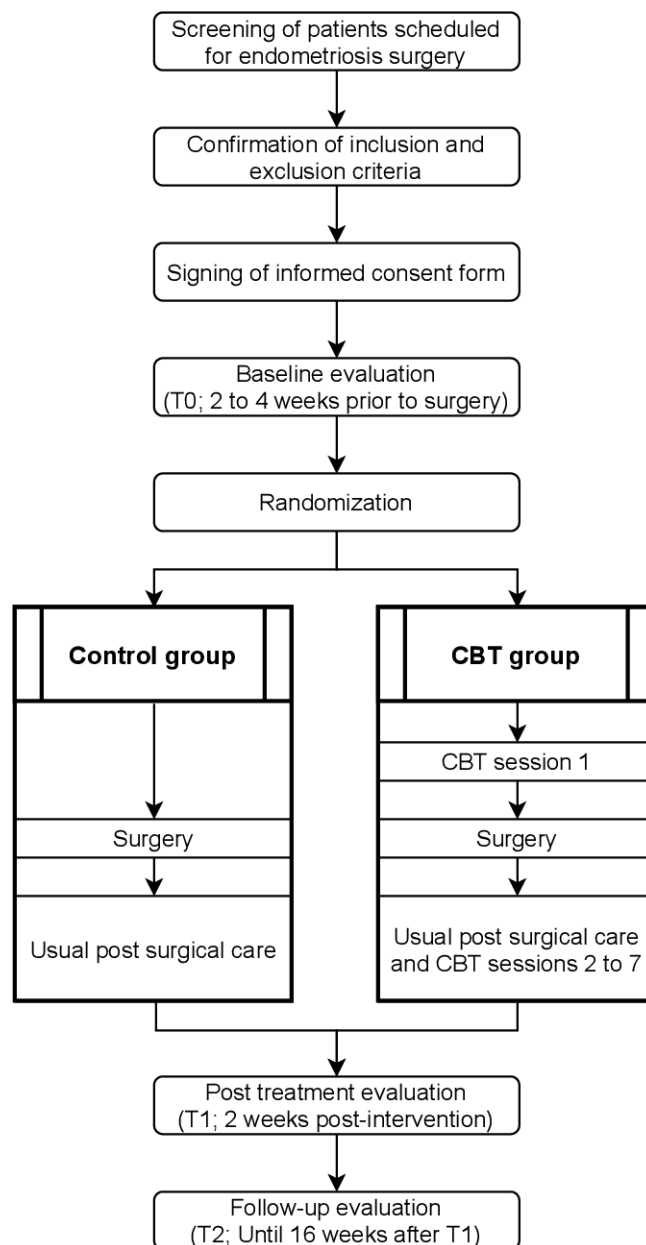 Screening of patients scheduled
for endometriosis surgery
Confirmation of inclusion and
exclusion criteria
Signing of informed consent form
Baseline evaluation
(T0; 2 to 4 weeks prior to surgery)
Randomization
Control group
Surgery
Usual post surgical care
CBT group
CBT session 1
Surgery
Usual post surgical care
and CBT sessions 2 to 7
Post treatment evaluation
(T1; 2 weeks post-intervention)
Follow-up evaluation
(T2; Until 16 weeks after T1)